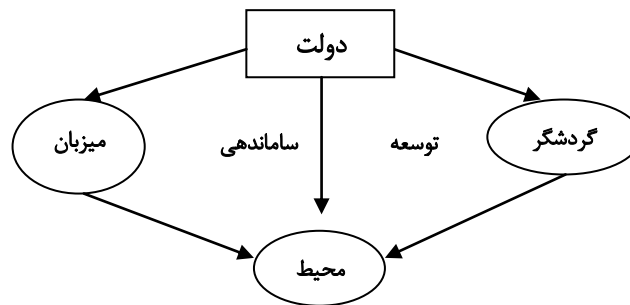 دولت
گردشگر
توسعه
ساماندهی
میزبان
محیط